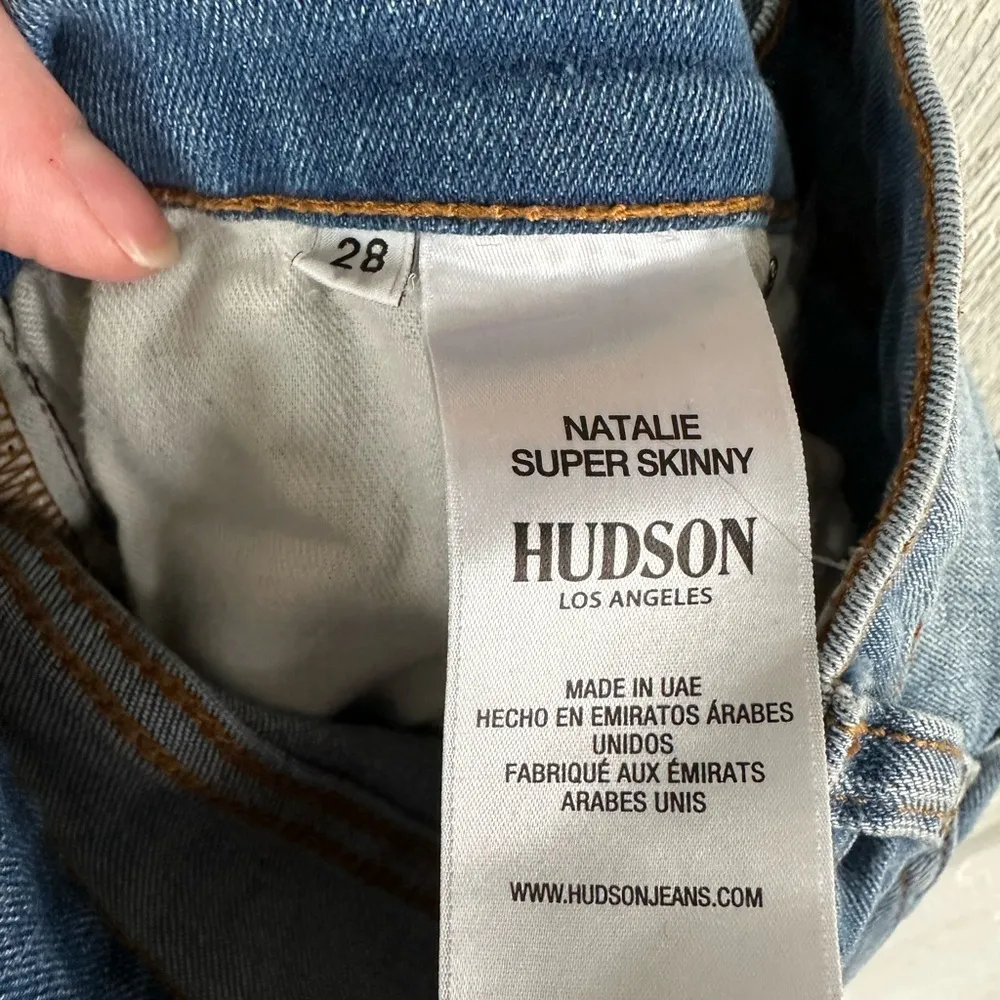 28
NATALIE
SUPER SKINNY
HUDSON
LOS ANGELES
MADE IN UAE
HECHO EN EMIRATOS ÁRABES
UNIDOS
FABRIQUÉ AUX ÉMIRATS
ARABES UNIS
WWW.HUDSONJEANS.COM